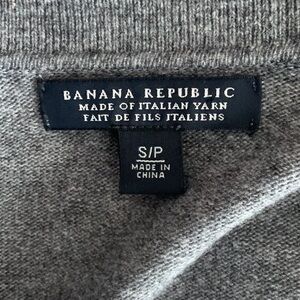 BANANA REPUBLIC
MADE OF ITALIAN YARN
FAIT DE FILS ITALIENS
S/P
MADE IN
CHINA